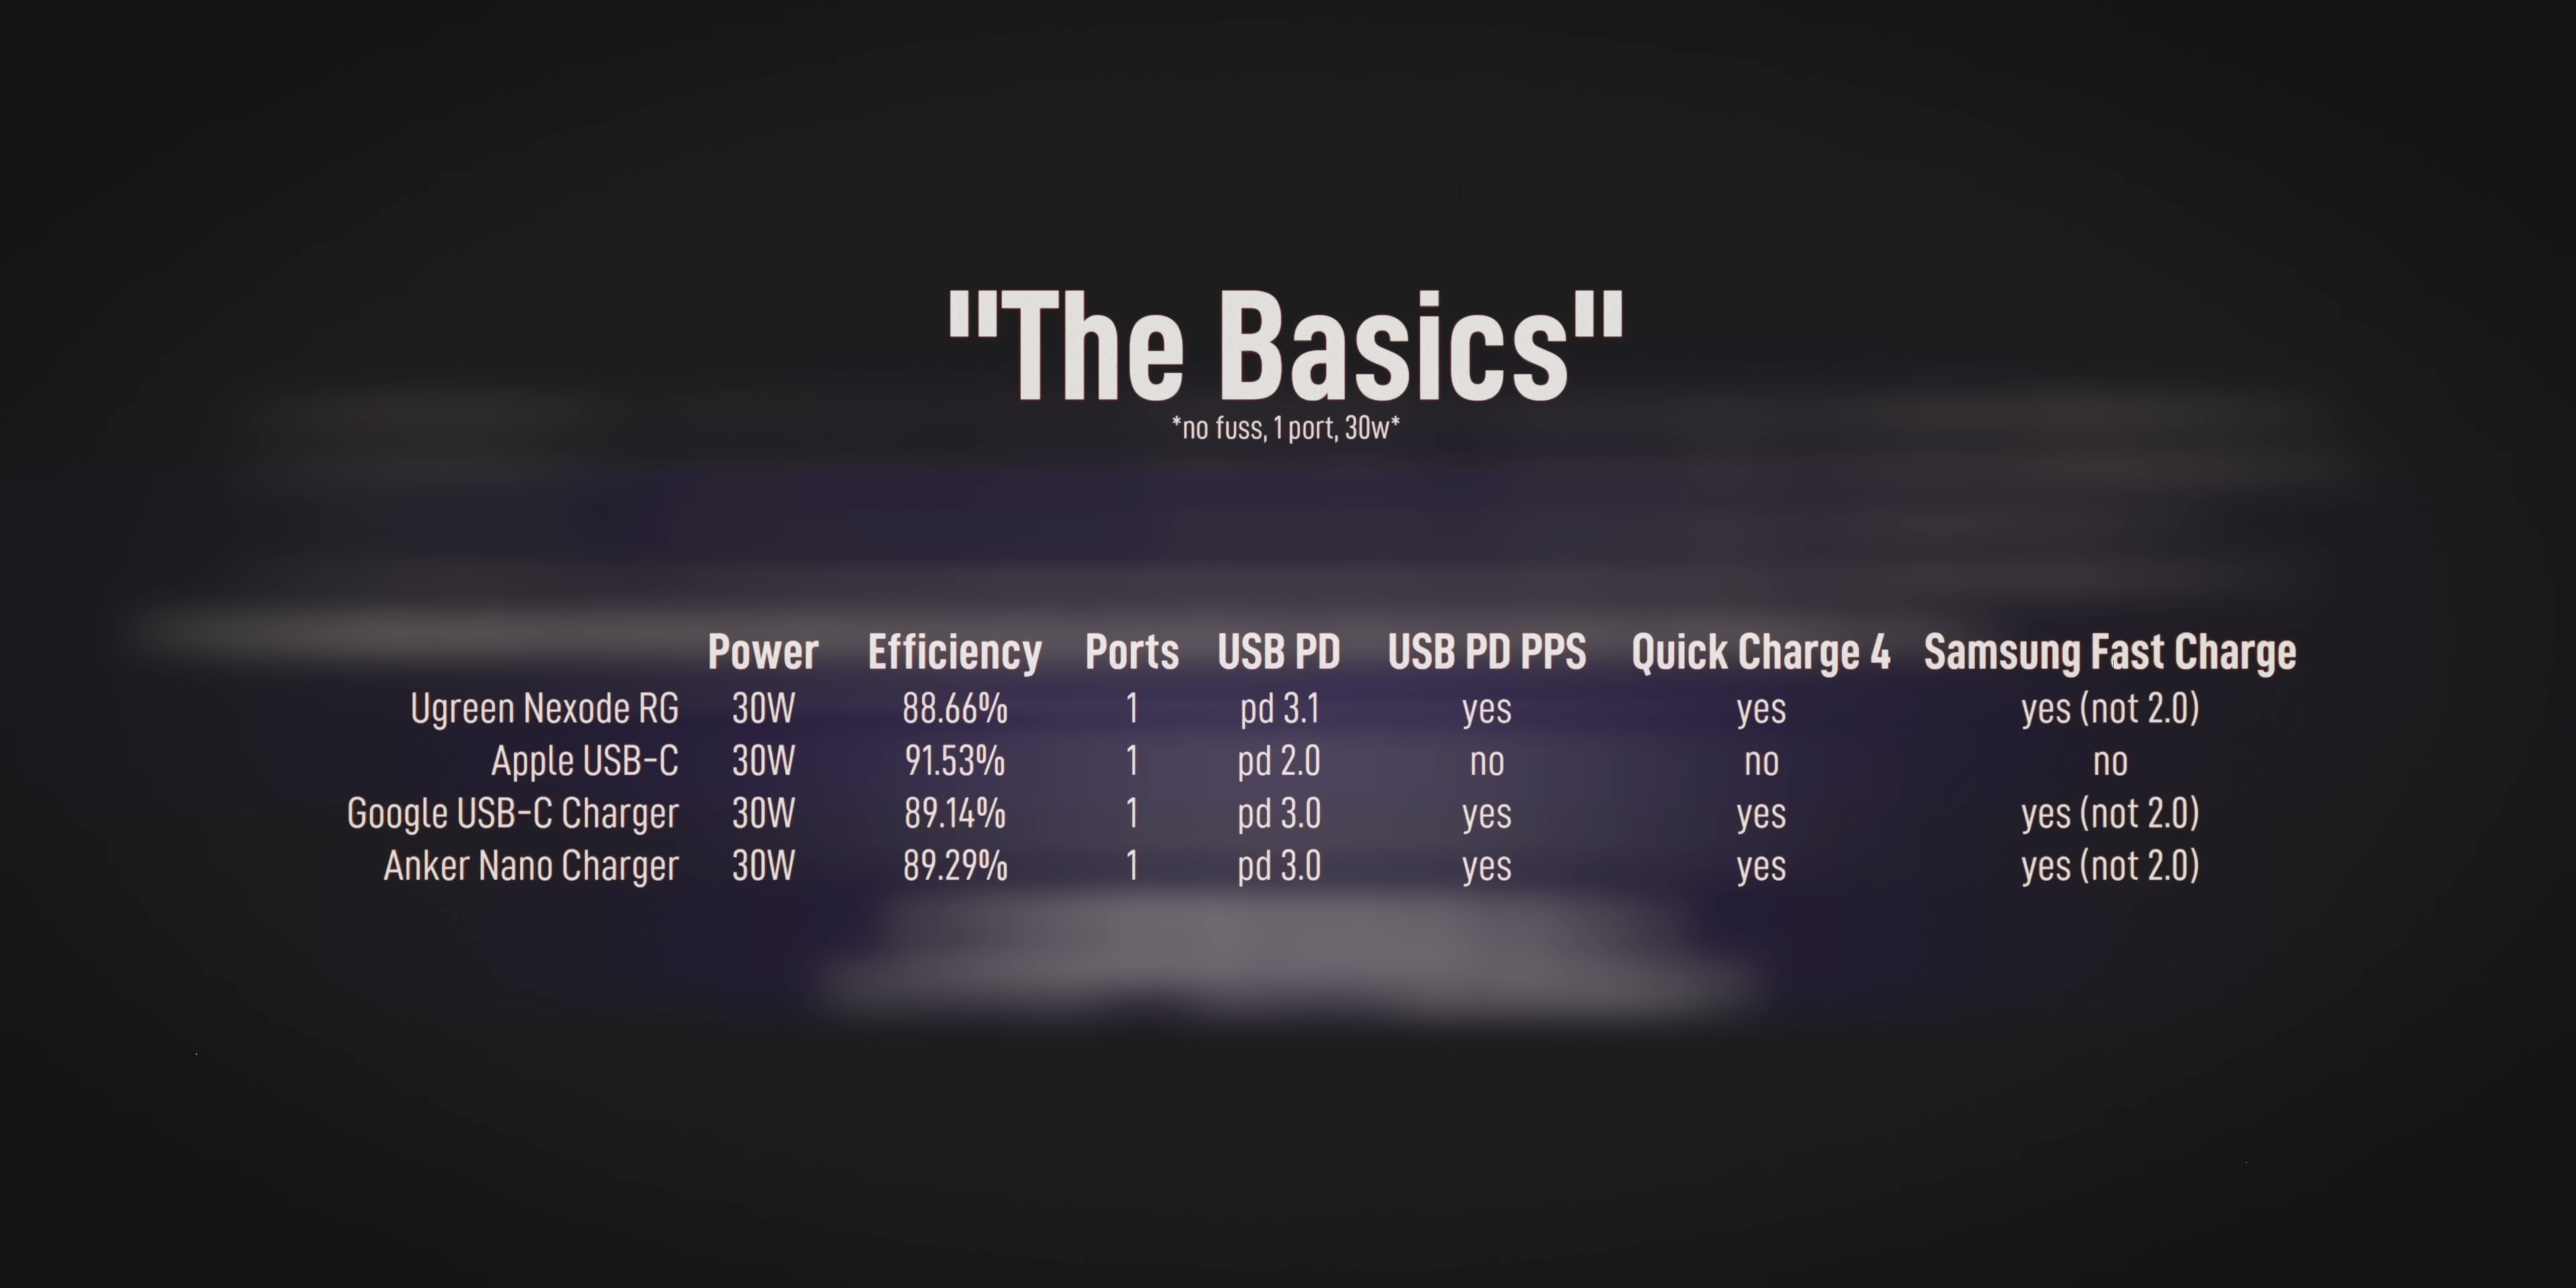 "The Basics"
*no fuss, 1 port, 30w*
Power Efficiency Ports USB PD USB PD PPS Quick Charge 4 Samsung Fast Charge
Ugreen Nexode RG 30W 88.66% 1 pd 3.1 yes yes yes (not 2.0)
Apple USB-C 30W 91.53% 1 pd 2.0 no no no
Google USB-C Charger 30W 89.14% 1 pd 3.0 yes yes yes (not 2.0)
Anker Nano Charger 30W 89.29% 1 pd 3.0 yes yes yes (not 2.0)